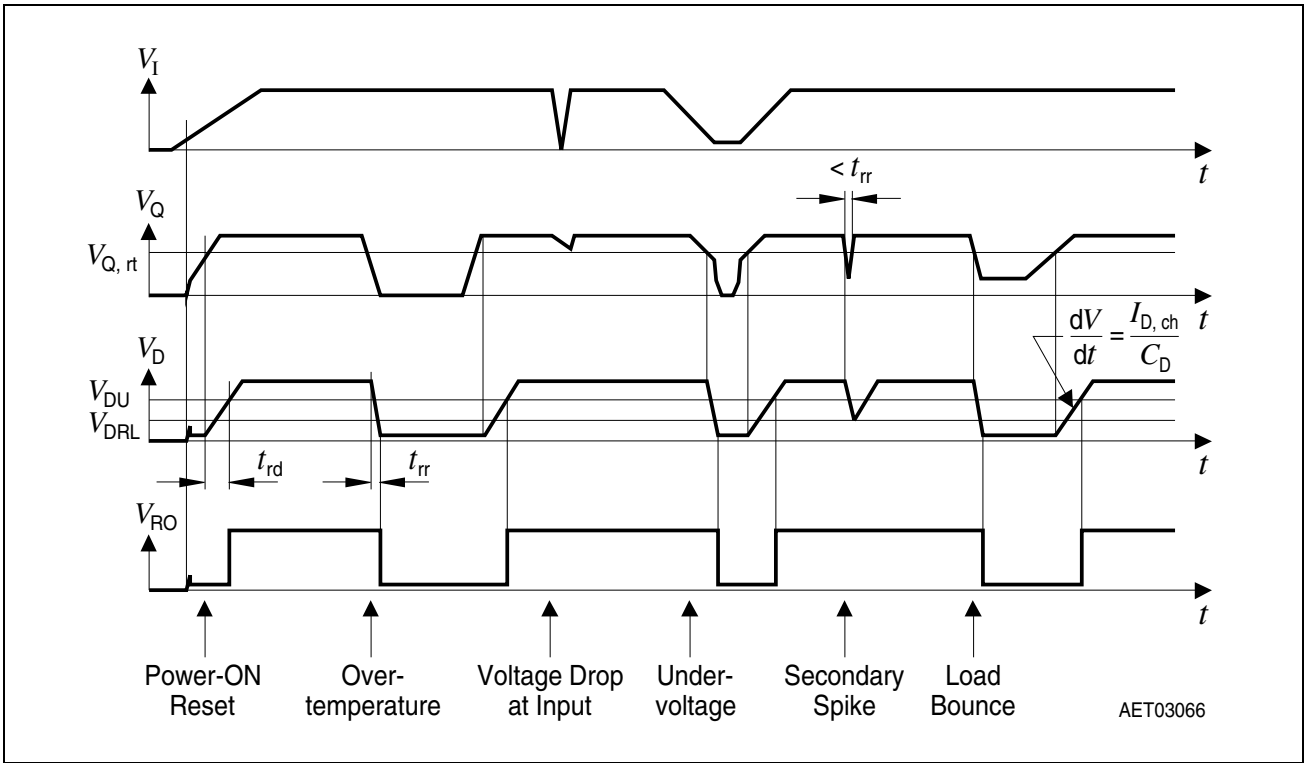 V_I
t
< t_rr
V_Q
V_Q, rt
t
dV/dt = I_D, ch/C_D
V_D
V_DU
V_DRL
t
t_rd
t_rr
V_RO
t
Power-ON
Reset
Over-
temperature
Voltage Drop
at Input
Under-
voltage
Secondary
Spike
Load
Bounce
AET03066